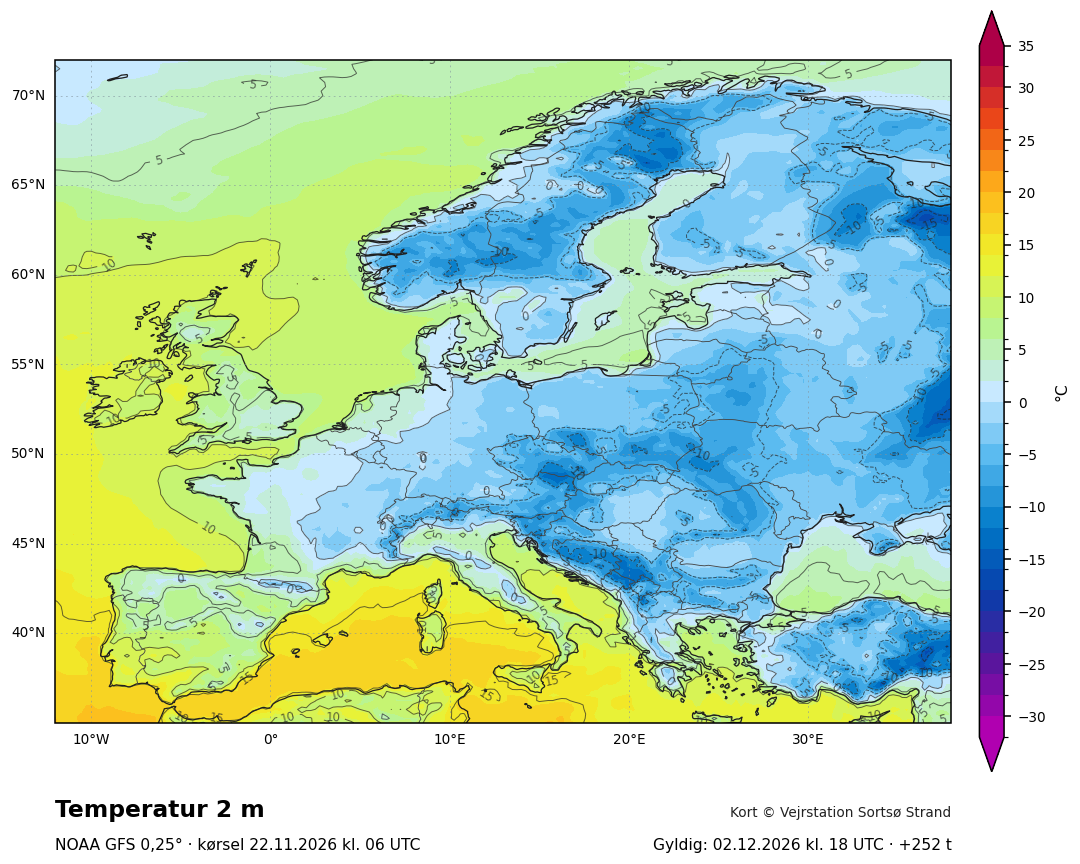 70°N
65°N
60°N
55°N
50°N
45°N
40°N
10°W
0°
10°E
20°E
30°E
35
30
25
20
15
10
5
0
−5
−10
−15
−20
−25
−30
°C
Temperatur 2 m
Kort © Vejrstation Sortsø Strand
NOAA GFS 0,25° · kørsel 22.11.2026 kl. 06 UTC
Gyldig: 02.12.2026 kl. 18 UTC · +252 t